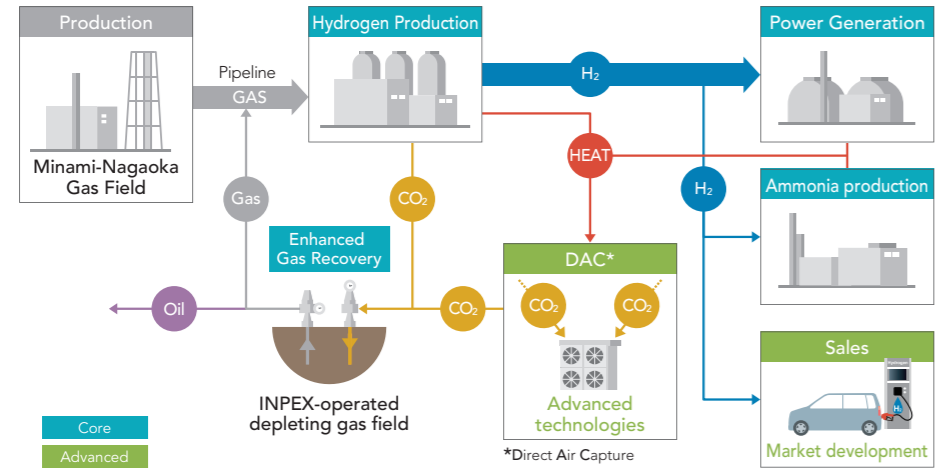 Production
Minami-Nagaoka
Gas Field
Pipeline
GAS
Hydrogen Production
H₂
Power Generation
HEAT
Gas
CO₂
H₂
Ammonia production
Enhanced
Gas Recovery
DAC*
CO₂
CO₂
Oil
CO₂
Advanced
technologies
*Direct Air Capture
INPEX-operated
depleting gas field
Sales
H₂
Market development
Core
Advanced